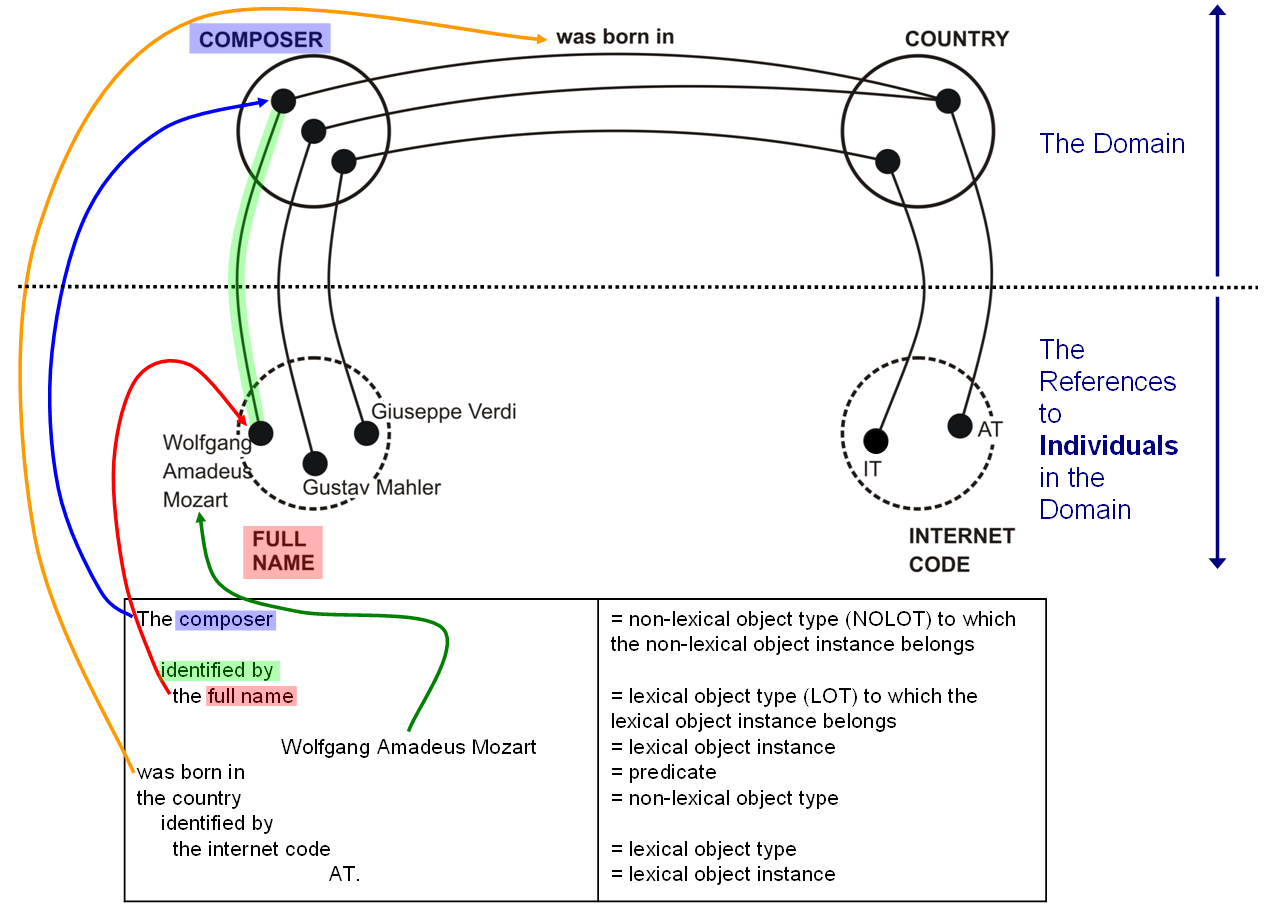 COMPOSER
was born in
COUNTRY
The Domain
The
References
to
Individuals
in the
Domain
Giuseppe Verdi
Wolfgang
Amadeus
Mozart
Gustav Mahler
AT
IT
FULL
NAME
INTERNET
CODE
The composer
= non-lexical object type (NOLOT) to which
the non-lexical object instance belongs
identified by
the full name
= lexical object type (LOT) to which the
lexical object instance belongs
Wolfgang Amadeus Mozart
= lexical object instance
was born in
= predicate
the country
= non-lexical object type
identified by
the internet code
= lexical object type
AT.
= lexical object instance